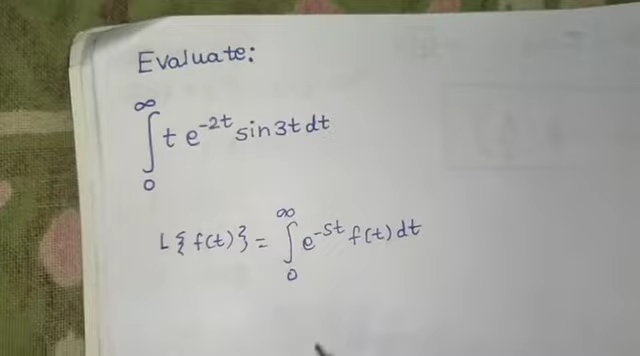 Evaluate:
∞
∫ t e^-2t sin3t dt
0
L{f(t)} = ∞∫0 e^-st f(t) dt